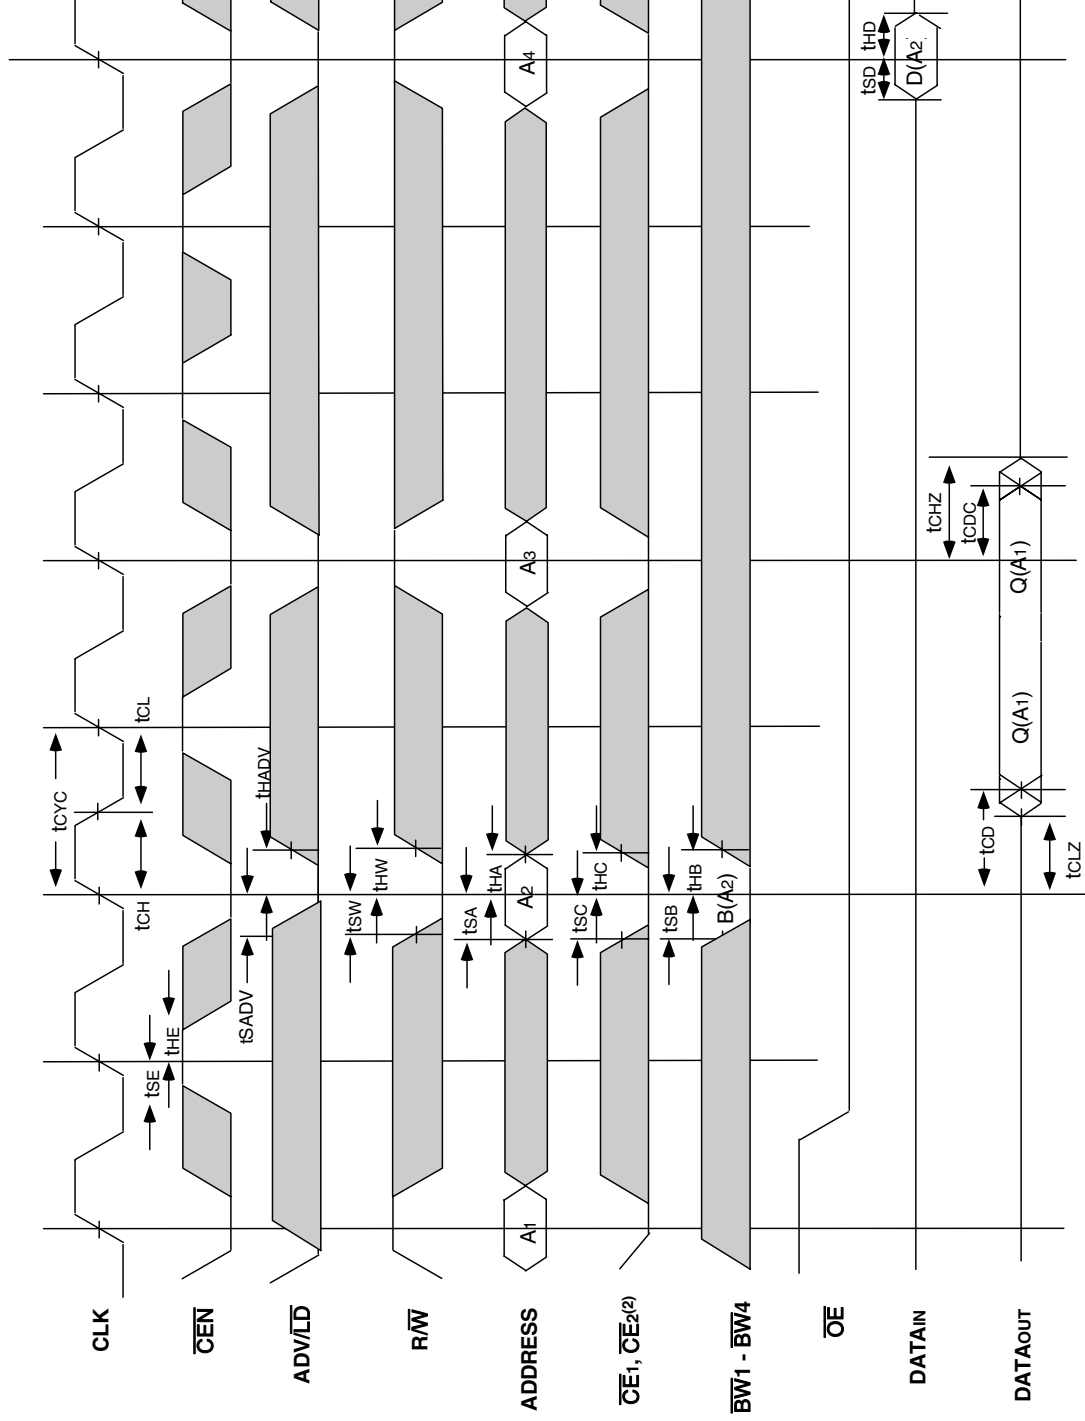 CLK
tCYC
tCH
tCL
CEN
tSE
tHE
ADV/LD
tSADV
tHADV
R/W
tSW
tHW
ADDRESS
A1
tSA
tHA
A2
A3
A4
CE1, CE2(2)
tSC
tHC
BW1 - BW4
tSB
tHB
B(A2)
OE
DATAIN
tSD
tHD
D(A2)
DATAOUT
tCLZ
tCD
Q(A1)
Q(A1)
tCDC
tCHZ